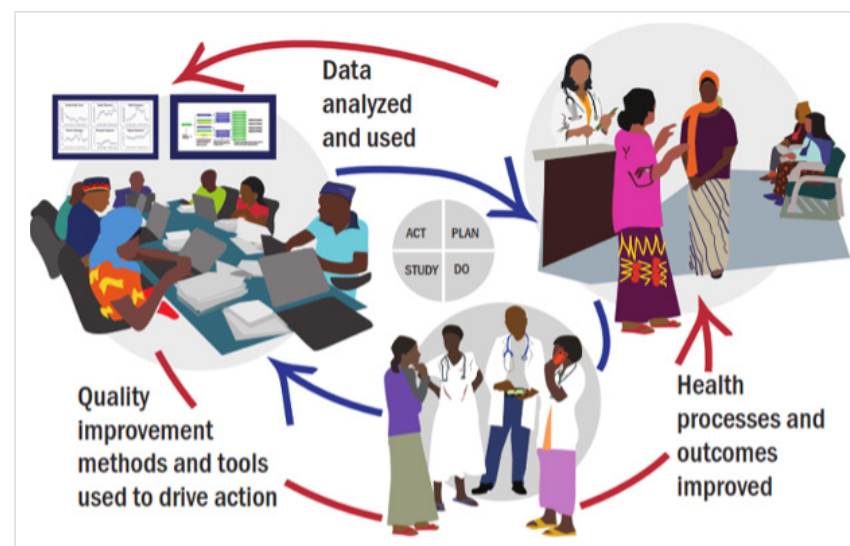 Data
analyzed
and used
ACT PLAN
STUDY DO
Quality
improvement
methods and tools
used to drive action
Health
processes and
outcomes
improved